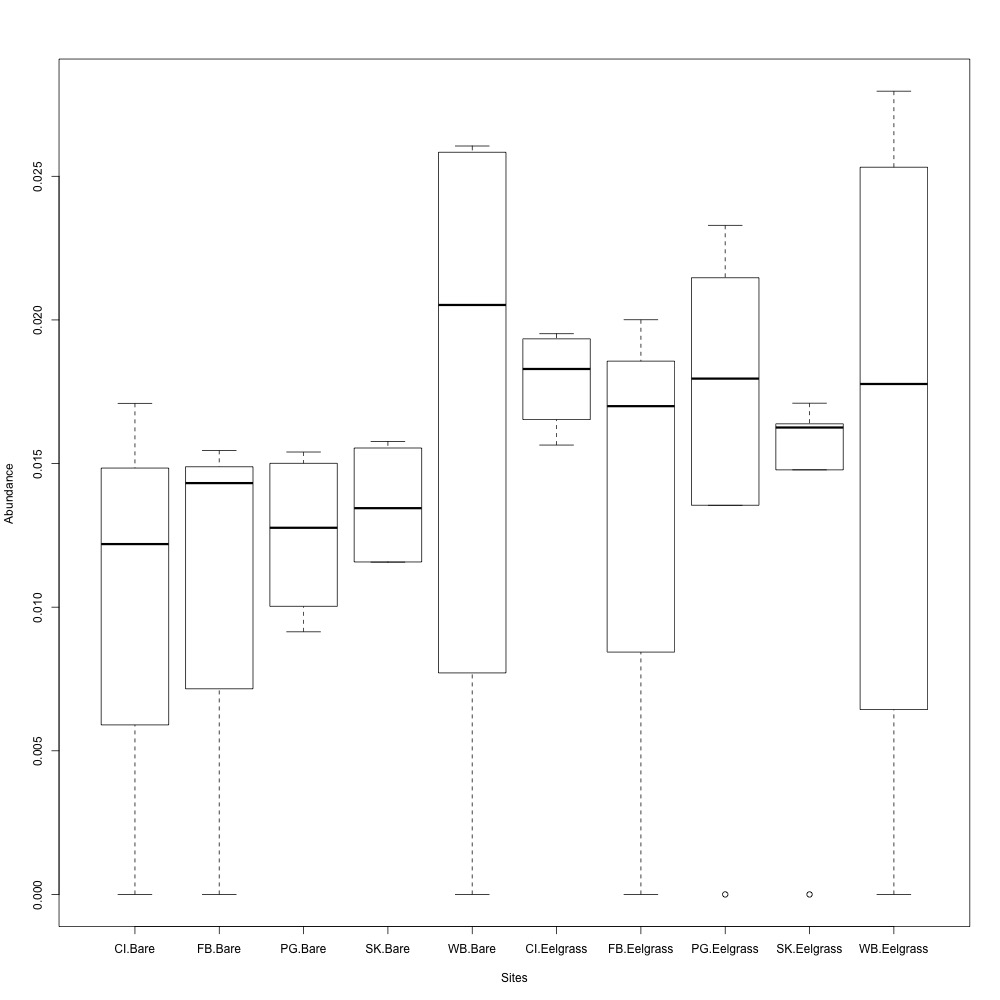 Abundance
0.025
0.020
0.015
0.010
0.005
0.000
CI.Bare FB.Bare PG.Bare SK.Bare WB.Bare CI.Eelgrass FB.Eelgrass PG.Eelgrass SK.Eelgrass WB.Eelgrass
Sites